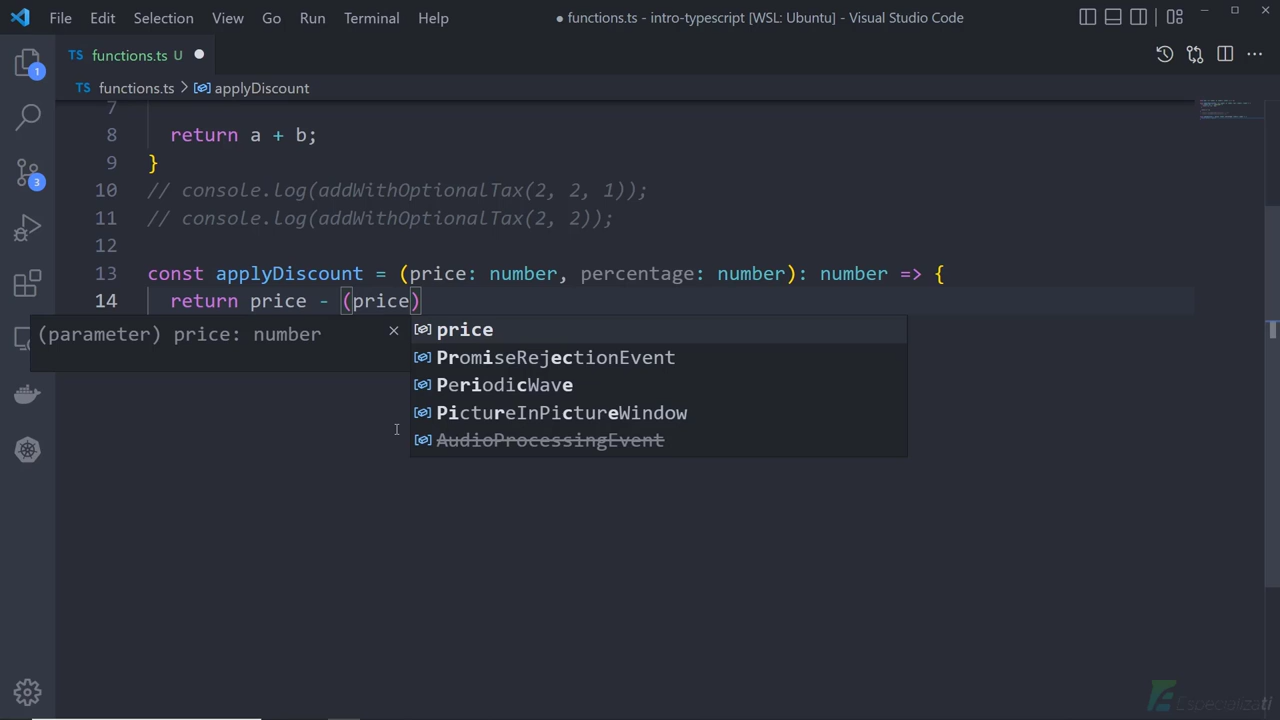 File Edit Selection View Go Run Terminal Help
● functions.ts - intro-typescript [WSL: Ubuntu] - Visual Studio Code
TS functions.ts U ●
TS functions.ts > applyDiscount
1
3
7
8 return a + b;
9 }
10 // console.log(addWithOptionalTax(2, 2, 1));
11 // console.log(addWithOptionalTax(2, 2));
12
13 const applyDiscount = (price: number, percentage: number): number => {
14 return price - (price)
(parameter) price: number ×
price
PromiseRejectionEvent
PeriodicWave
PictureInPictureWindow
AudioProcessingEvent
Especializati